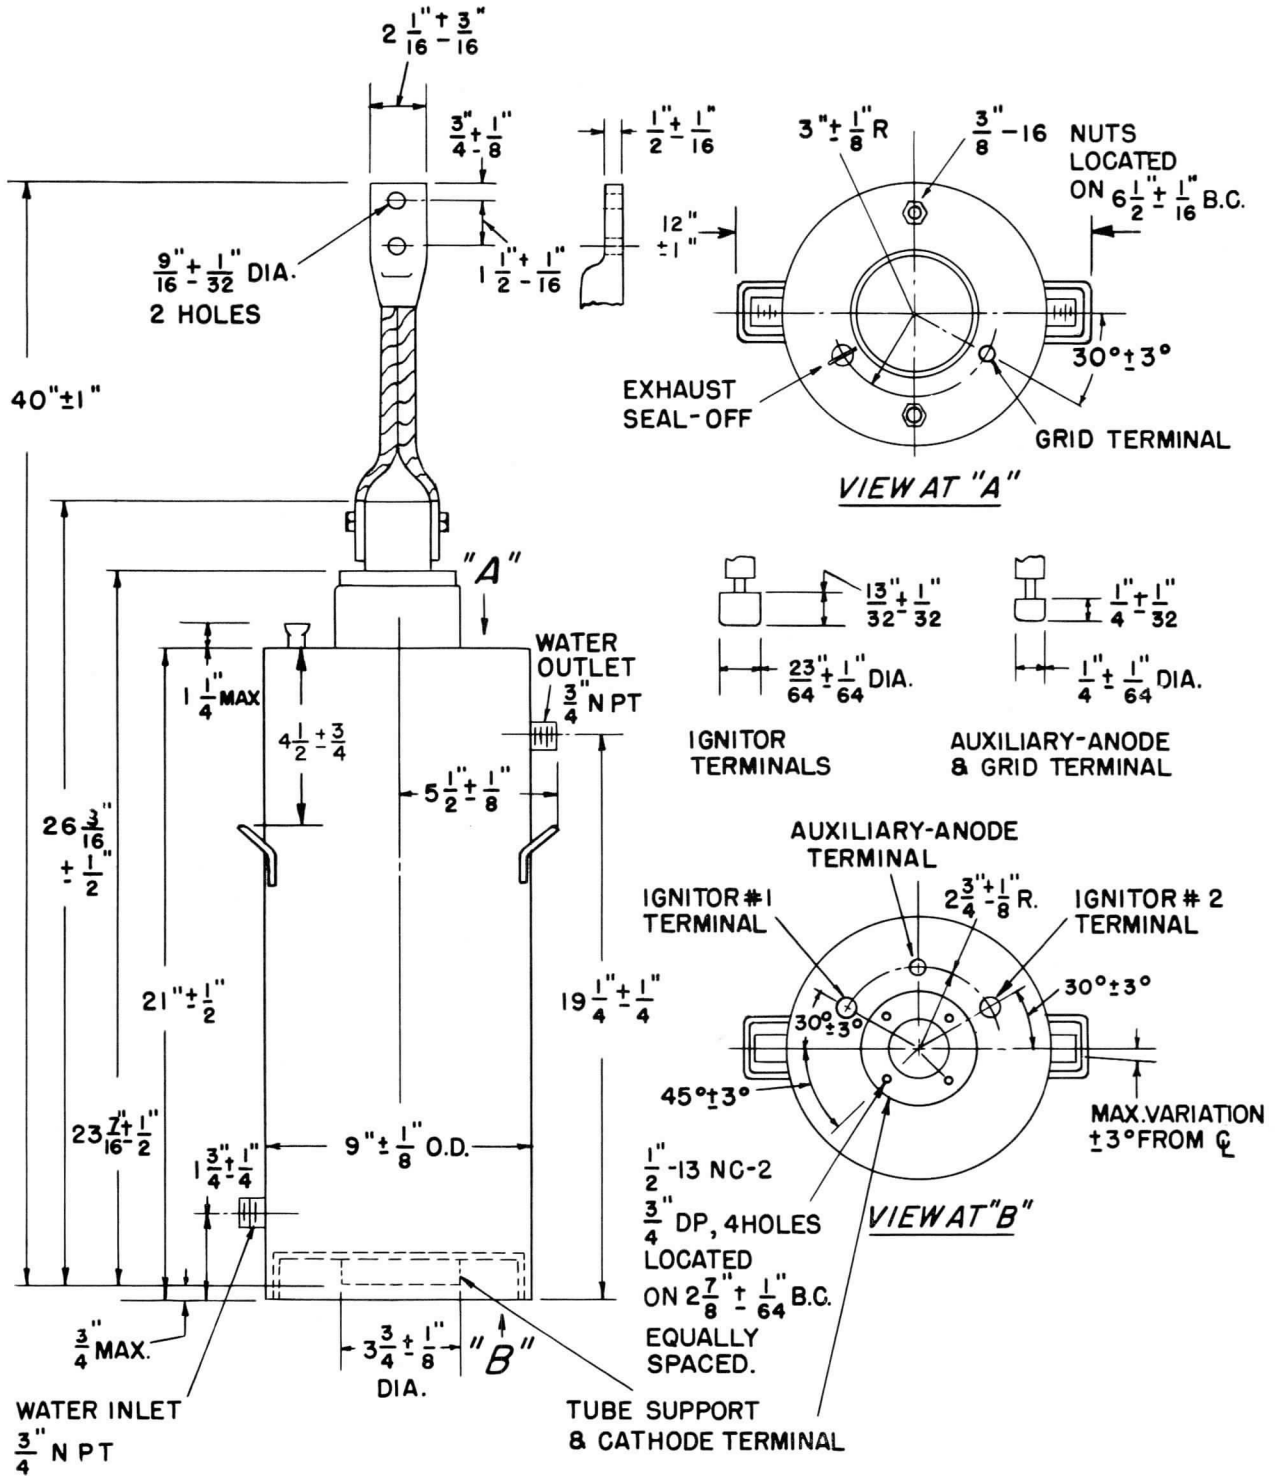 2 1/16" ± 3/16"
3/4" ± 1/8"
1/2" ± 1/16"
3" ± 1/8" R
3/8" - 16
NUTS
LOCATED
ON 6 1/2" ± 1/16" B.C.
12"
± 1"
9/16" ± 1/32" DIA.
2 HOLES
1 1/2" ± 1/16"
40" ± 1"
EXHAUST
SEAL-OFF
30° ± 3°
GRID TERMINAL
VIEW AT "A"
"A"
13/32" ± 1/32"
1/4" ± 1/32"
23/64" ± 1/64" DIA.
1/4" ± 1/64" DIA.
IGNITOR
TERMINALS
AUXILIARY-ANODE
& GRID TERMINAL
WATER
OUTLET
3/4" N PT
1 1/4" MAX
4 1/2 ± 3/4
5 1/2" ± 1/8"
26 3/16"
± 1/2"
AUXILIARY-ANODE
TERMINAL
IGNITOR #1
TERMINAL
2 3/4" ± 1/8" R.
IGNITOR # 2
TERMINAL
21" ± 1/2"
19 1/4" ± 1/4"
30° ± 3°
30° ± 3°
45° ± 3°
MAX. VARIATION
± 3° FROM ℄
23 7/16" ± 1/2"
1 3/4" ± 1/4"
9" ± 1/8" O.D.
1/2" - 13 NC-2
3/4" DP, 4 HOLES
LOCATED
ON 2 7/8" ± 1/64" B.C.
EQUALLY
SPACED.
VIEW AT "B"
3/4" MAX.
3 3/4 ± 1/8"
DIA.
"B"
WATER INLET
3/4" N PT
TUBE SUPPORT
& CATHODE TERMINAL